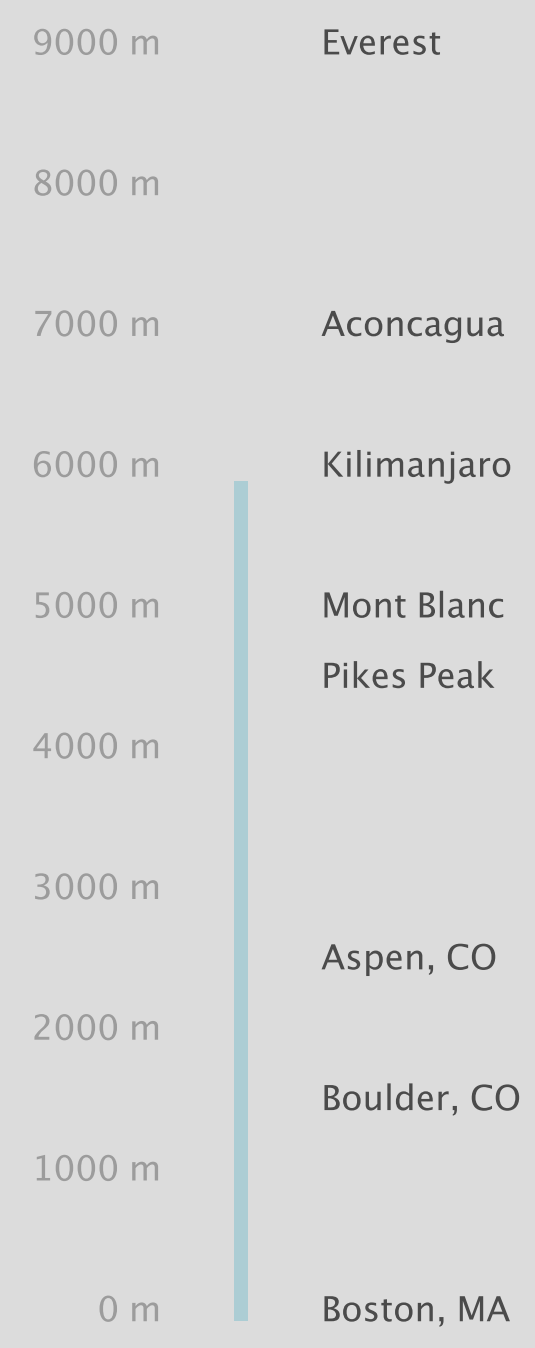 9000 m Everest
8000 m
7000 m Aconcagua
6000 m Kilimanjaro
5000 m Mont Blanc
Pikes Peak
4000 m
3000 m
Aspen, CO
2000 m
Boulder, CO
1000 m
0 m Boston, MA